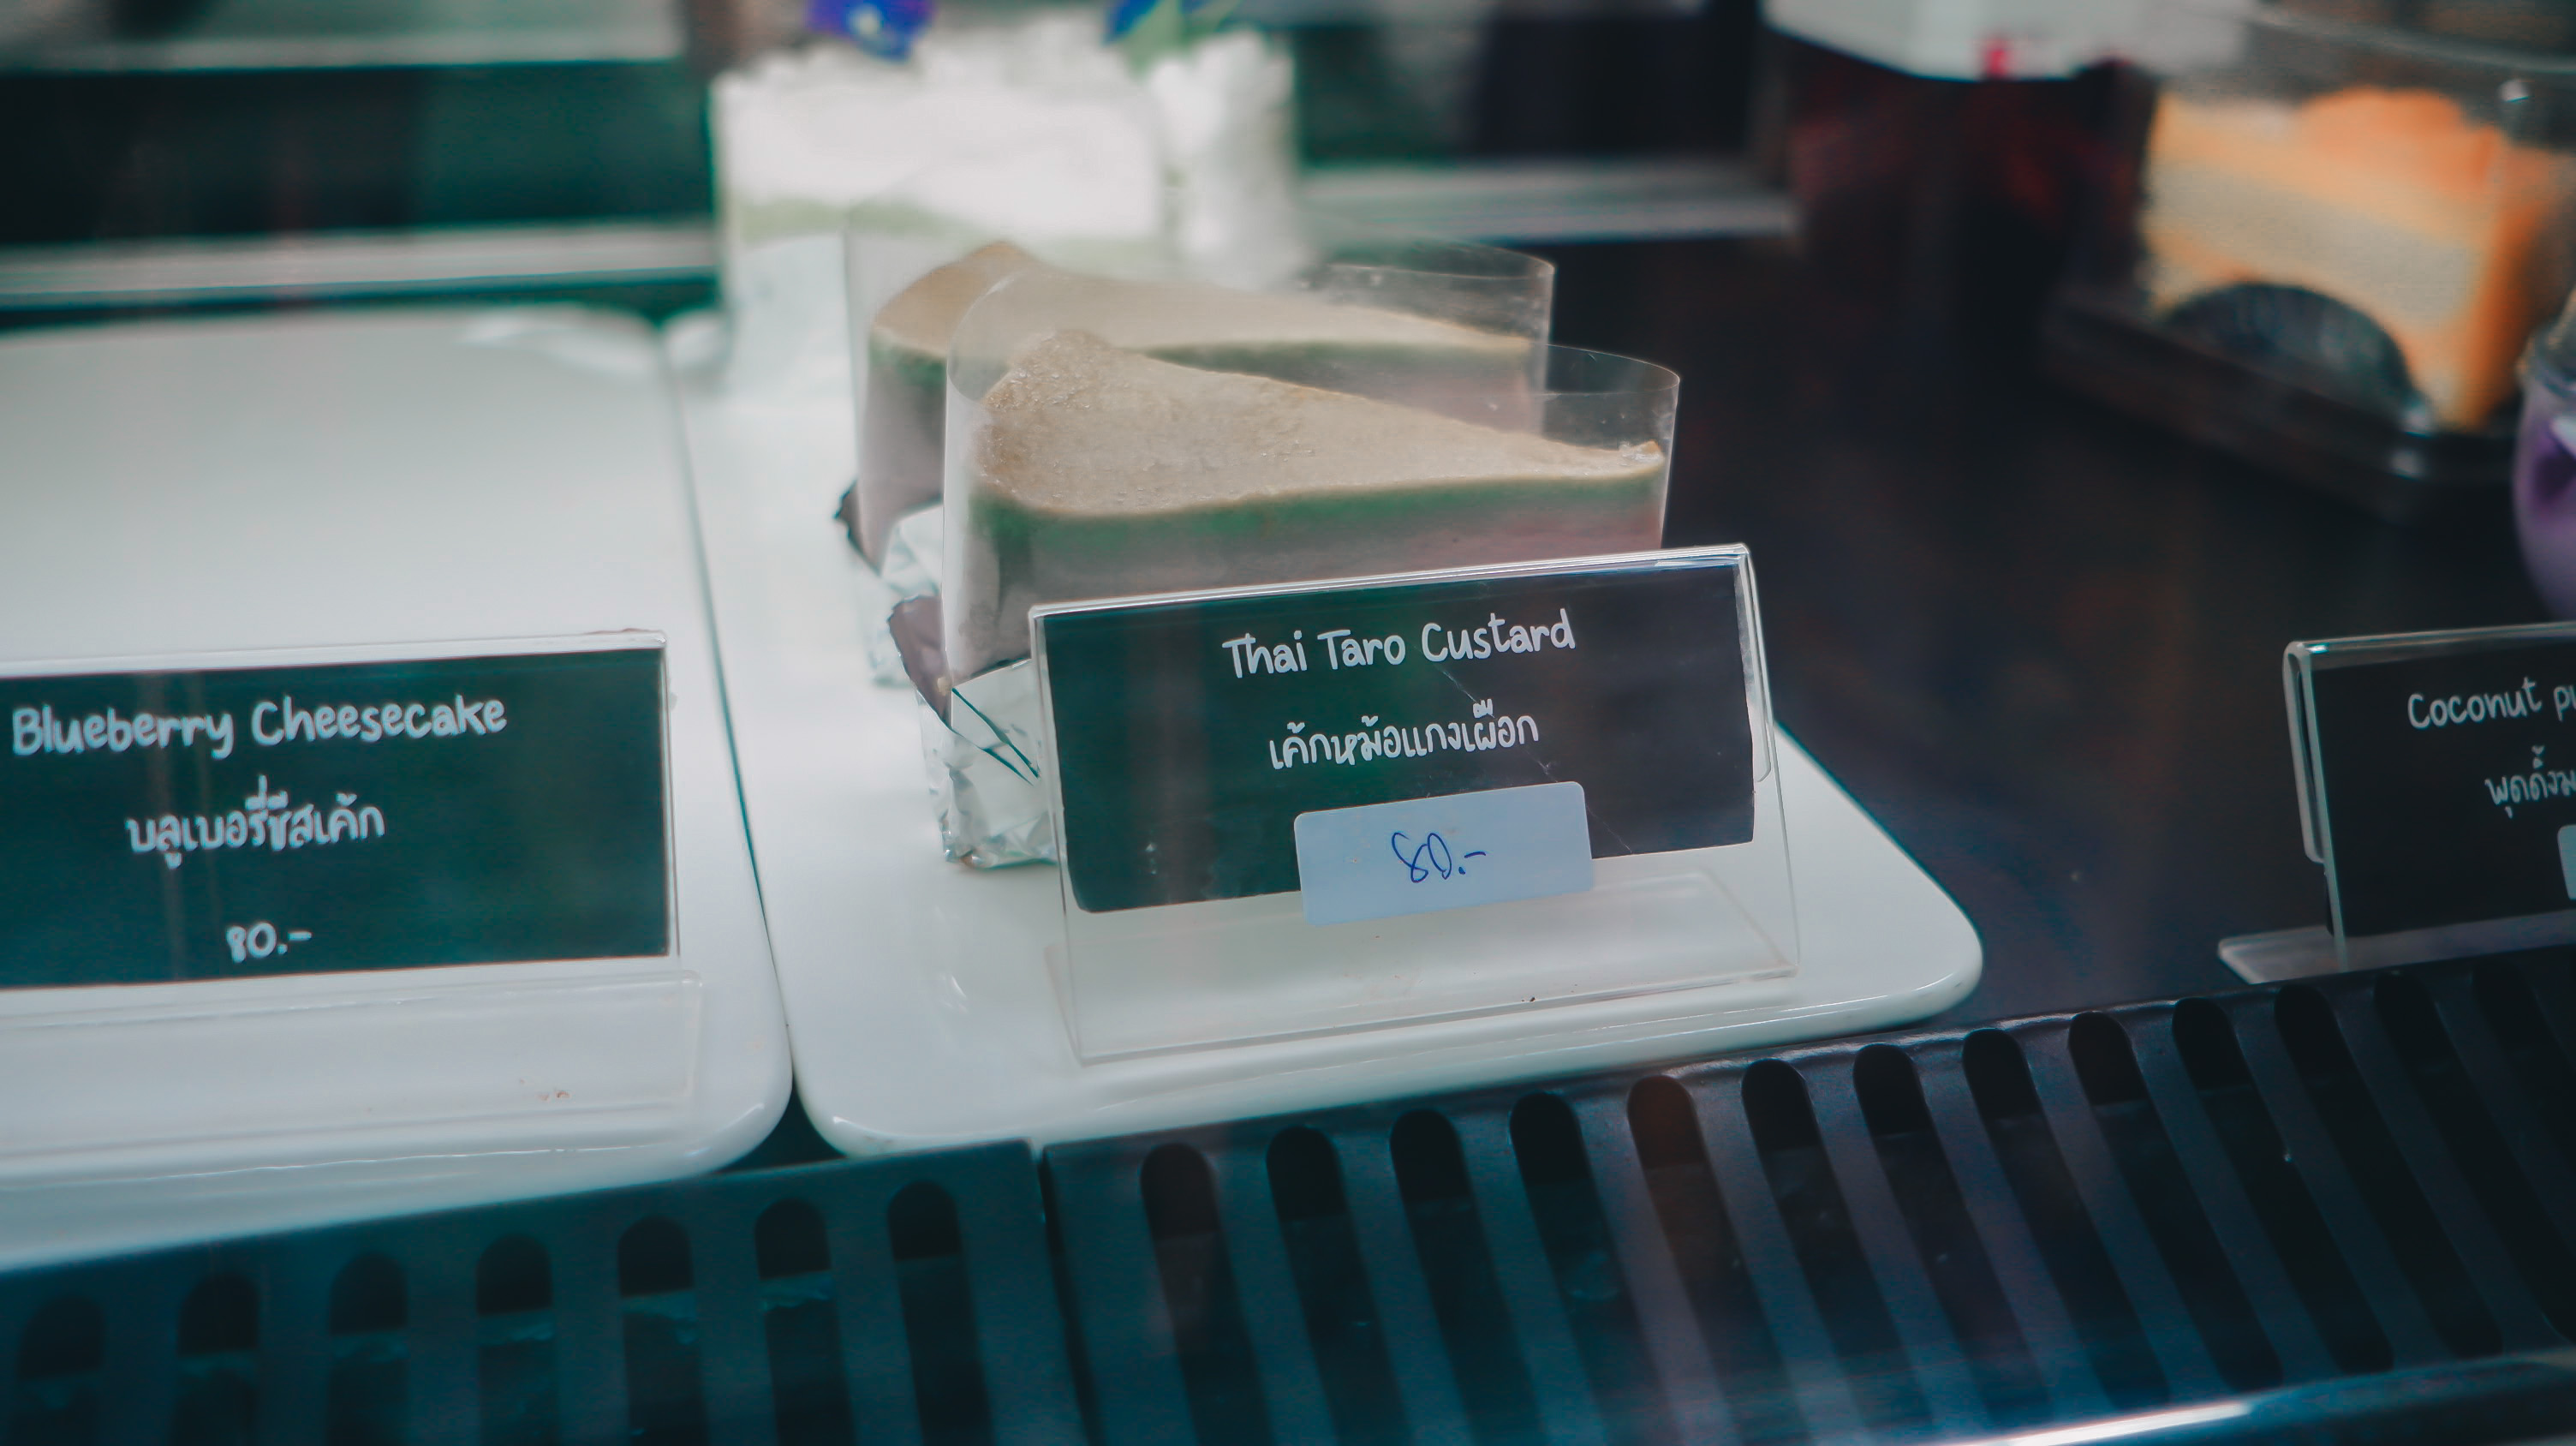 Blueberry Cheesecake
บลูเบอรี่ชีสเค้ก
80.-
Thai Taro Custard
เค้กหม้อแกงเผือก
80.-
Coconut